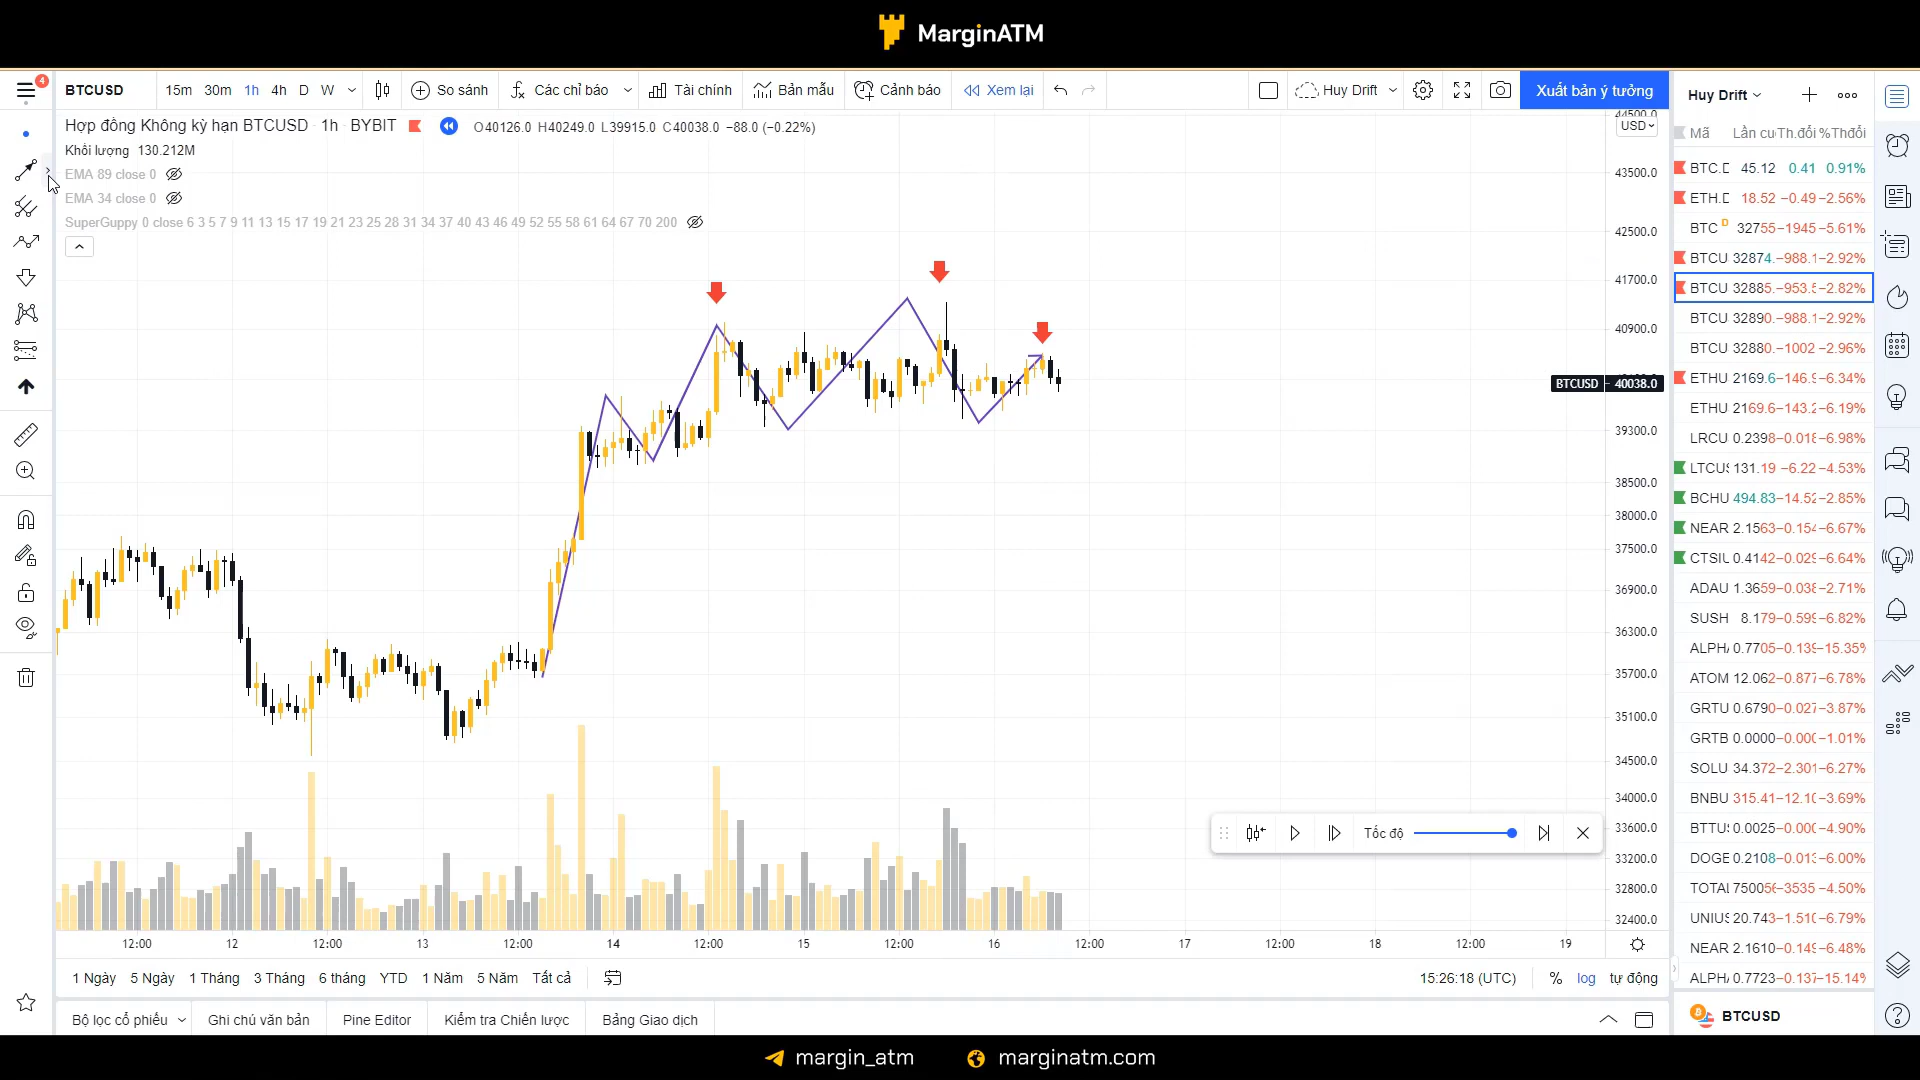 MarginATM
4
BTCUSD
15m 30m 1h 4h D W
So sánh
Các chỉ báo
Tài chính
Bản mẫu
Cảnh báo
Xem lại
Huy Drift
Xuất bản ý tưởng
Huy Drift
Hợp đồng Không kỳ hạn BTCUSD · 1h · BYBIT
O40126.0 H40249.0 L39915.0 C40038.0 −88.0 (−0.22%)
USD
Khối lượng 130.212M
EMA 89 close 0
EMA 34 close 0
SuperGuppy 0 close 6 3 5 7 9 11 13 15 17 19 21 23 25 28 31 34 37 40 43 46 49 52 55 58 61 64 67 70 200
44500.0
43500.0
42500.0
41700.0
40900.0
BTCUSD 40038.0
39300.0
38500.0
38000.0
37500.0
36900.0
36300.0
35700.0
35100.0
34500.0
34000.0
33600.0
33200.0
32800.0
32400.0
Tốc độ
12:00 12 12:00 13 12:00 14 12:00 15 12:00 16 12:00 17 12:00 18 12:00 19
1 Ngày 5 Ngày 1 Tháng 3 Tháng 6 tháng YTD 1 Năm 5 Năm Tất cả
15:26:18 (UTC) % log tự động
Bộ lọc cổ phiếu
Ghi chú văn bản
Pine Editor
Kiểm tra Chiến lược
Bảng Giao dịch
Mã Lần cu Th.đổi %Thđổi
BTC.D 45.12 0.41 0.91%
ETH.D 18.52 −0.49 −2.56%
BTC D 32755 −1945 −5.61%
BTCU 32874. −988.1 −2.92%
BTCU 32885. −953.5 −2.82%
BTCU 32890. −988.1 −2.92%
BTCU 32880. −1002 −2.96%
ETHU 2169.6 −146.9 −6.34%
ETHU 2169.6 −143.2 −6.19%
LRCU 0.2398 −0.018 −6.98%
LTCUS 131.19 −6.22 −4.53%
BCHU 494.83 −14.52 −2.85%
NEAR 2.1563 −0.154 −6.67%
CTSIU 0.4142 −0.029 −6.64%
ADAU 1.3659 −0.038 −2.71%
SUSH 8.179 −0.599 −6.82%
ALPH 0.7705 −0.139 −15.35%
ATOM 12.062 −0.877 −6.78%
GRTU 0.6790 −0.027 −3.87%
GRTB 0.0000 −0.000 −1.01%
SOLU 34.372 −2.301 −6.27%
BNBU 315.41 −12.10 −3.69%
BTTUS 0.0025 −0.000 −4.90%
DOGE 0.2108 −0.013 −6.00%
TOTAL 750056 −3535 −4.50%
UNIUS 20.743 −1.510 −6.79%
NEAR 2.1610 −0.149 −6.48%
ALPH 0.7723 −0.137 −15.14%
BTCUSD
margin_atm
marginatm.com